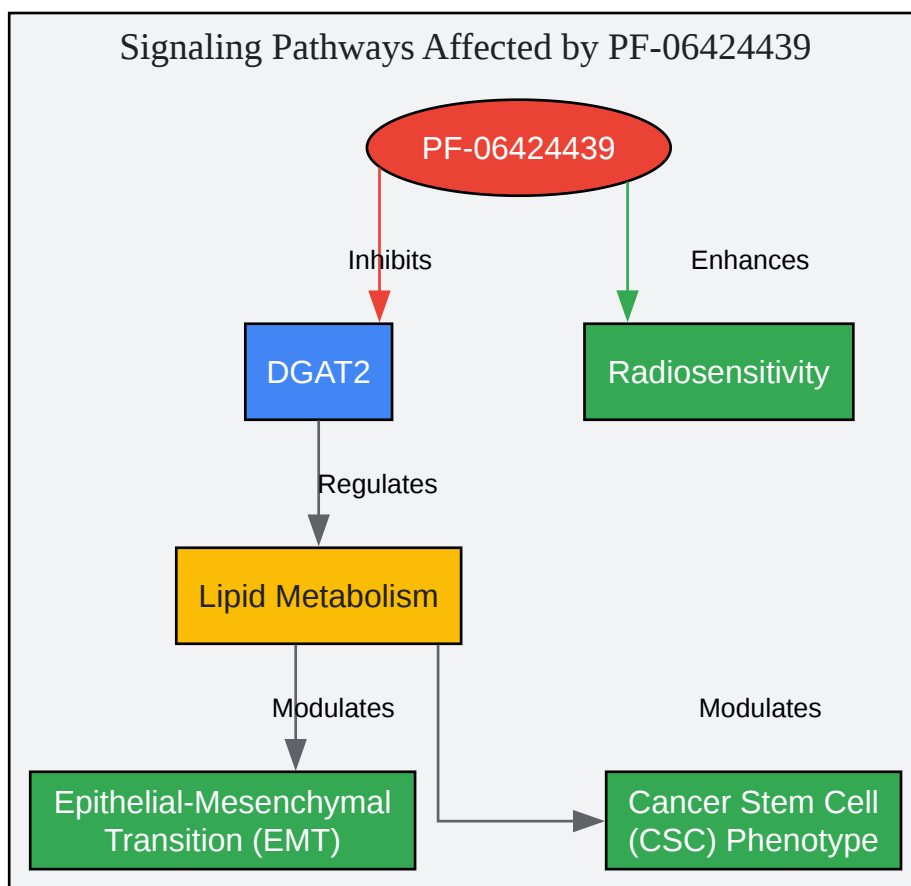 Signaling Pathways Affected by PF-06424439
PF-06424439
Inhibits
Enhances
DGAT2
Radiosensitivity
Regulates
Lipid Metabolism
Modulates
Modulates
Epithelial-Mesenchymal
Transition (EMT)
Cancer Stem Cell
(CSC) Phenotype